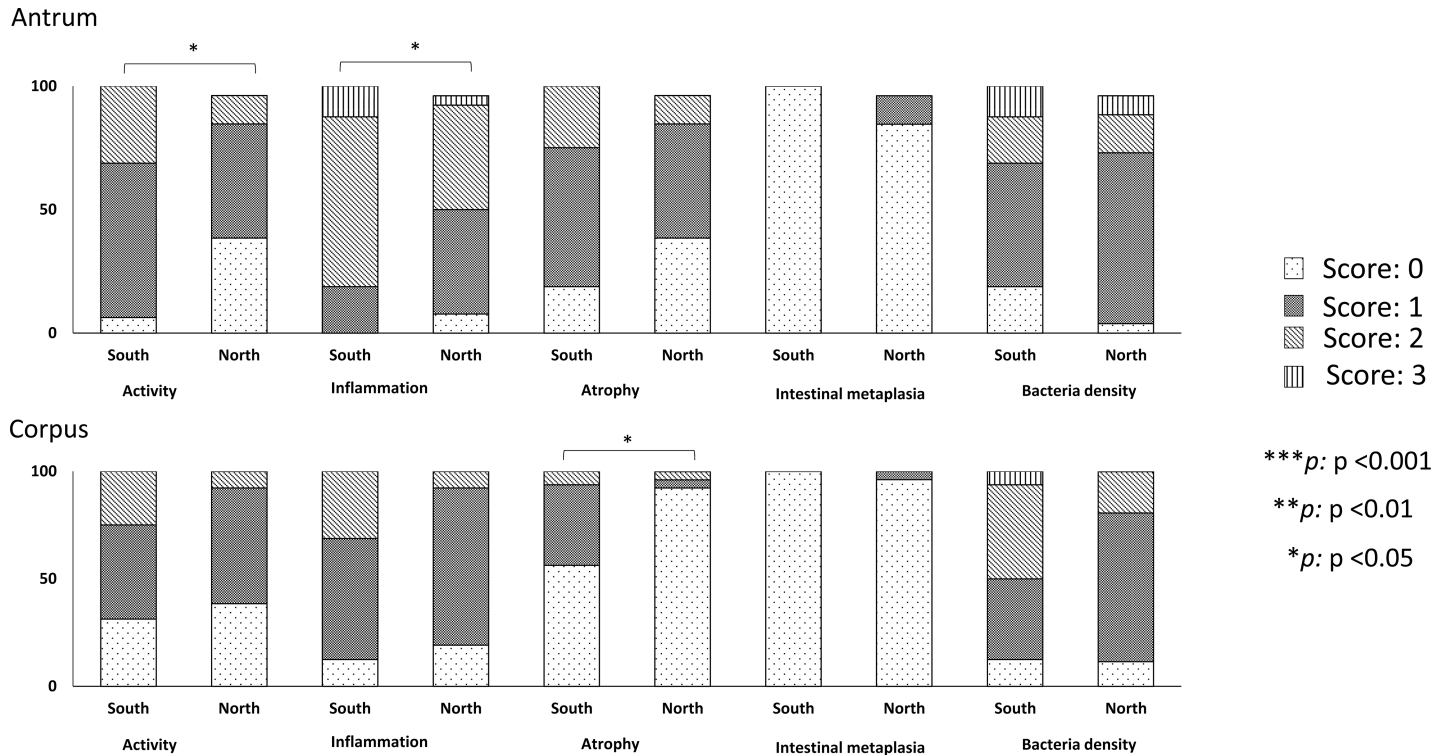 Antrum
*
*
100
50
0
South
North
South
North
South
North
South
North
South
North
Activity
Inflammation
Atrophy
Intestinal metaplasia
Bacteria density
Score: 0
Score: 1
Score: 2
Score: 3
Corpus
*
100
50
0
South
North
South
North
South
North
South
North
South
North
Activity
Inflammation
Atrophy
Intestinal metaplasia
Bacteria density
***p: p <0.001
**p: p <0.01
*p: p <0.05